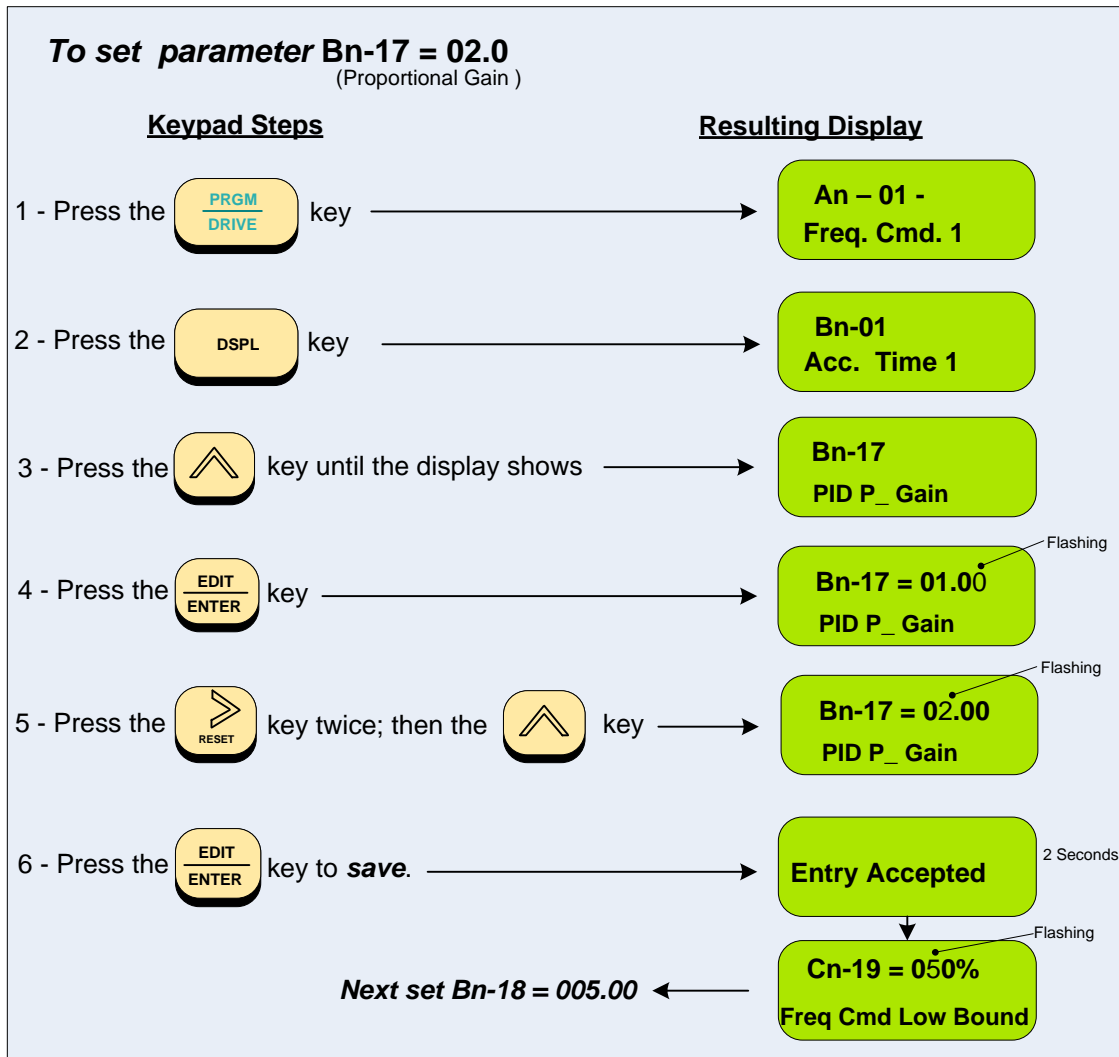 To set parameter Bn-17 = 02.0
(Proportional Gain )
Keypad Steps
Resulting Display
1 - Press the PRGM DRIVE key
An – 01 -
Freq. Cmd. 1
2 - Press the DSPL key
Bn-01
Acc. Time 1
3 - Press the key until the display shows
Bn-17
PID P_ Gain
4 - Press the EDIT ENTER key
Flashing
Bn-17 = 01.00
PID P_ Gain
5 - Press the RESET key twice; then the key
Flashing
Bn-17 = 02.00
PID P_ Gain
6 - Press the EDIT ENTER key to save.
Entry Accepted
2 Seconds
Flashing
Cn-19 = 050%
Freq Cmd Low Bound
Next set Bn-18 = 005.00